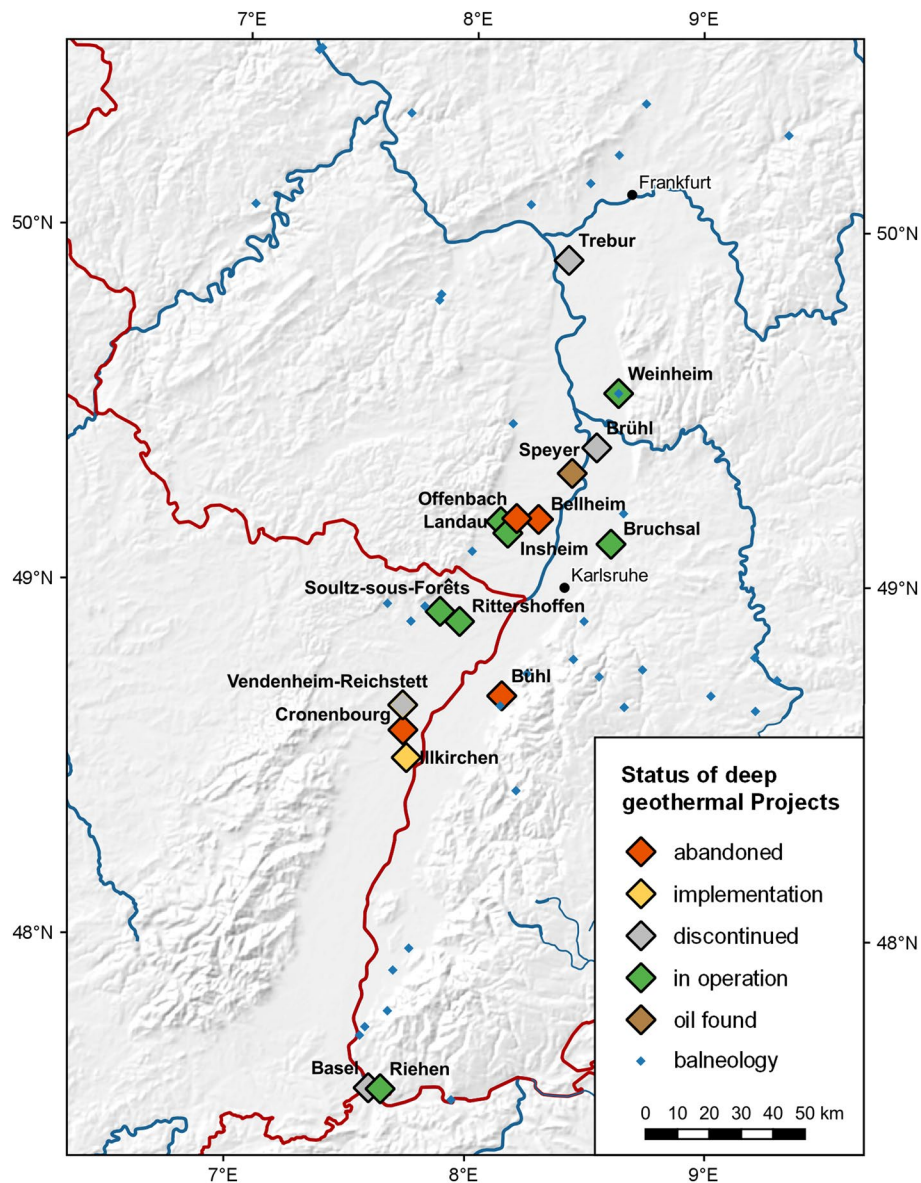 7°E
8°E
9°E
Frankfurt
50°N
50°N
Trebur
Weinheim
Brühl
Speyer
Offenbach
Bellheim
Landau
Bruchsal
Insheim
49°N
Karlsruhe
49°N
Soultz-sous-Forêts
Rittershoffen
Vendenheim-Reichstett
Bühl
Cronenbourg
Illkirchen
Status of deep
geothermal Projects
abandoned
implementation
48°N
discontinued
48°N
in operation
oil found
balneology
Basel
Riehen
0 10 20 30 40 50 km
7°E
8°E
9°E